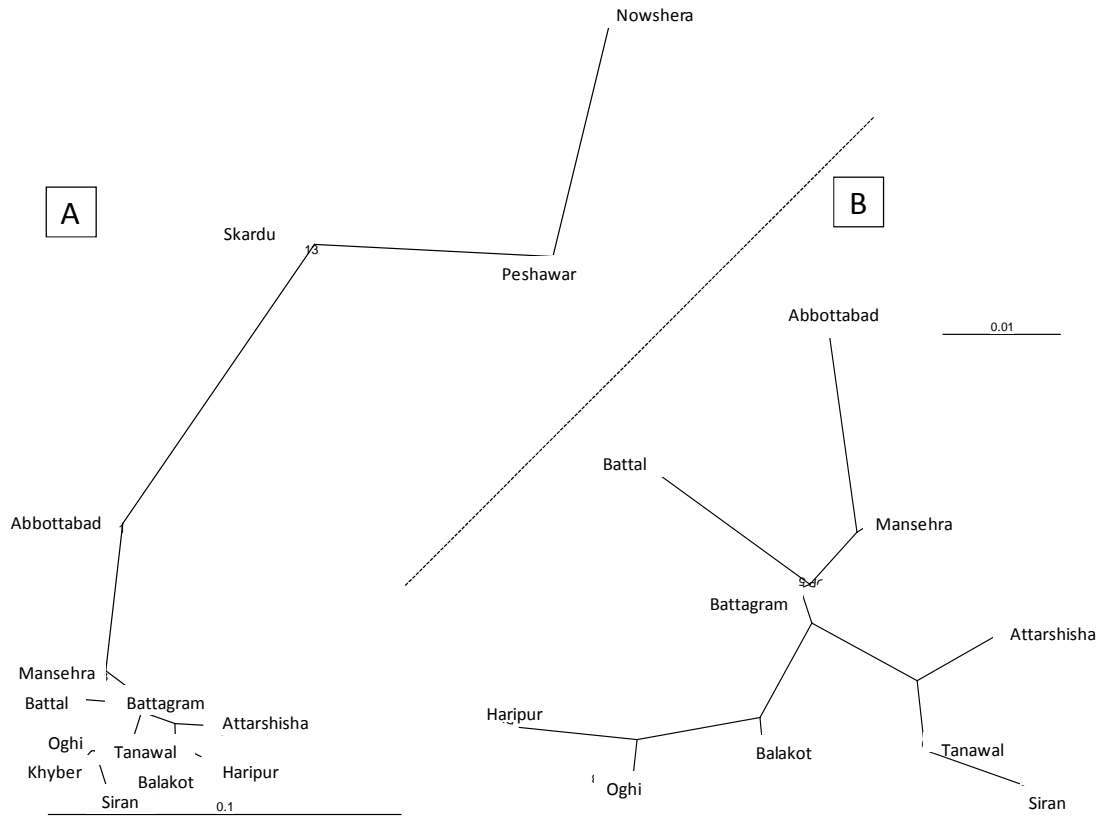 Nowshera
A
B
Skardu
13
Peshawar
Abbottabad
0.01
Battal
Abbottabad
Mansehra
Battagram
Attarshisha
Mansehra
Battal
Battagram
Attarshisha
Haripur
Oghi
Tanawal
Balakot
Tanawal
Khyber
Balakot
Haripur
Oghi
Siran
Siran
0.1